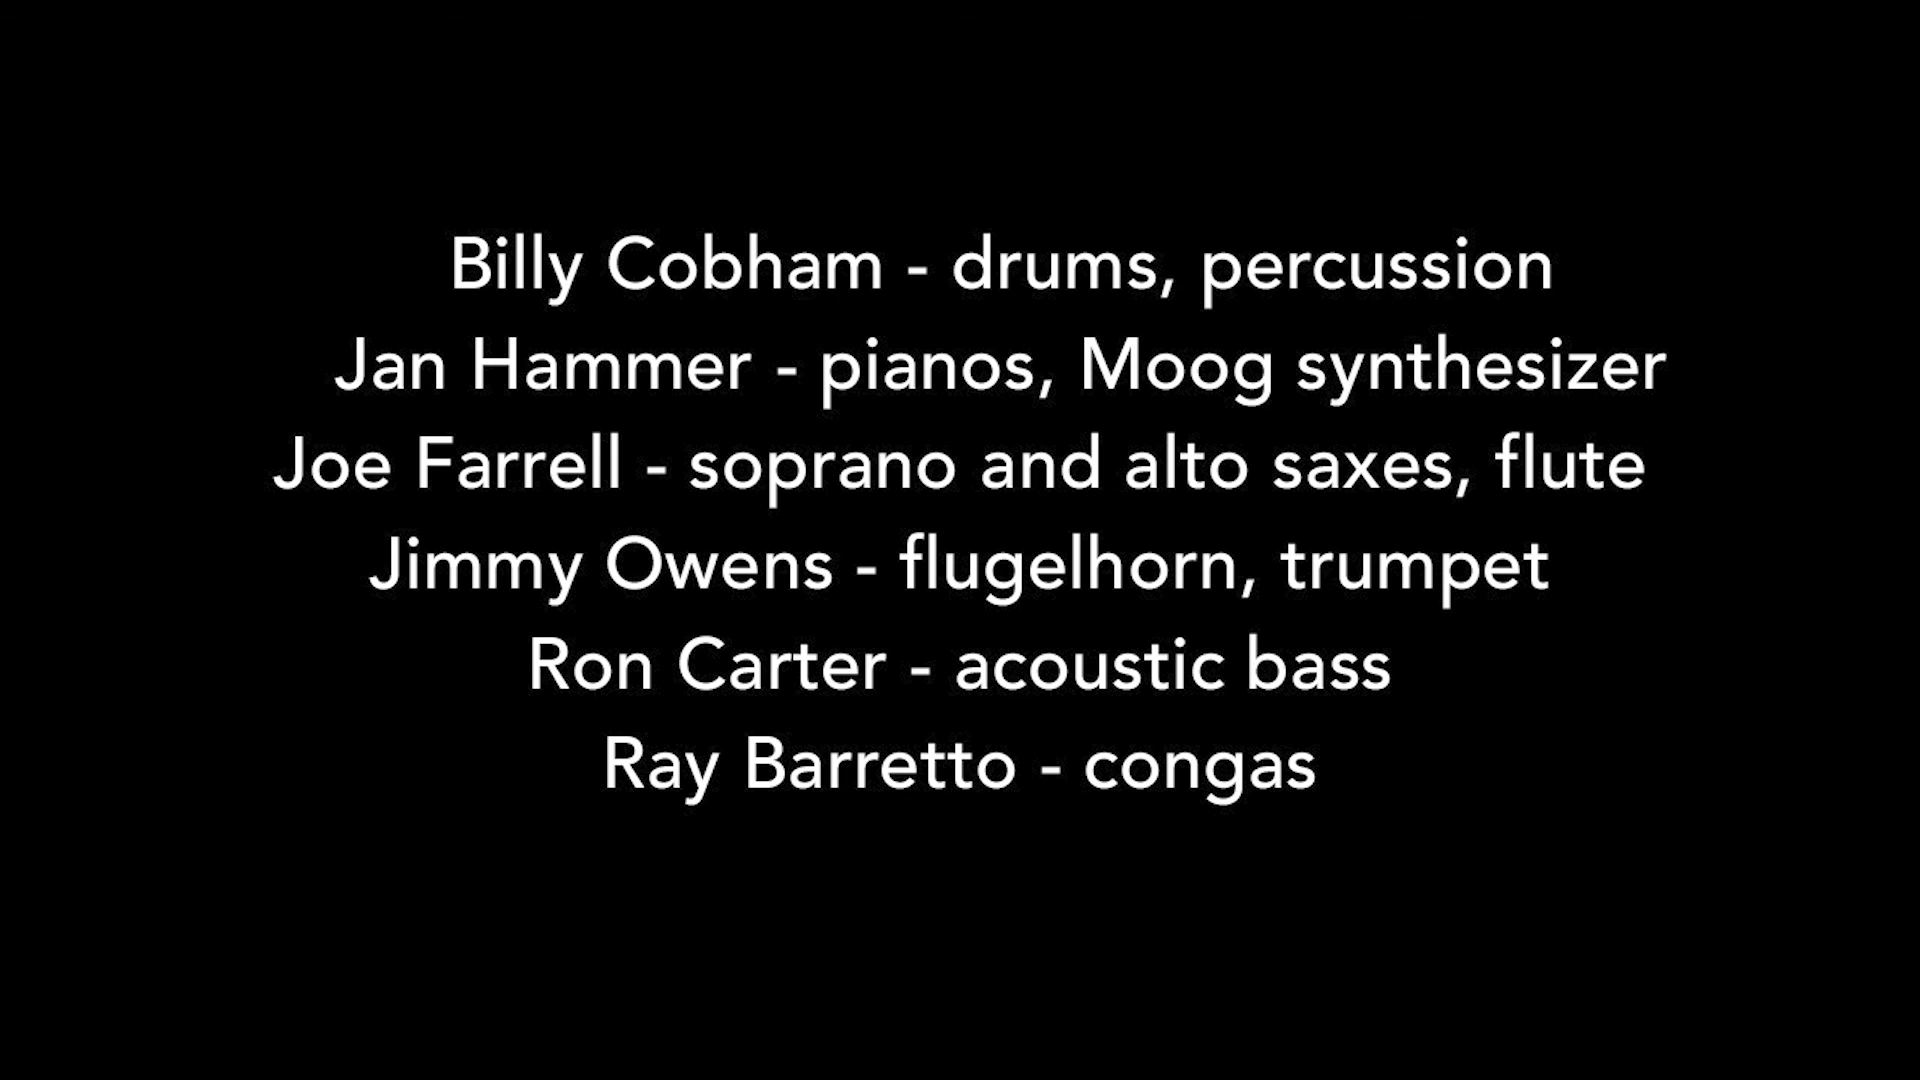 Billy Cobham - drums, percussion
Jan Hammer - pianos, Moog synthesizer
Joe Farrell - soprano and alto saxes, flute
Jimmy Owens - flugelhorn, trumpet
Ron Carter - acoustic bass
Ray Barretto - congas